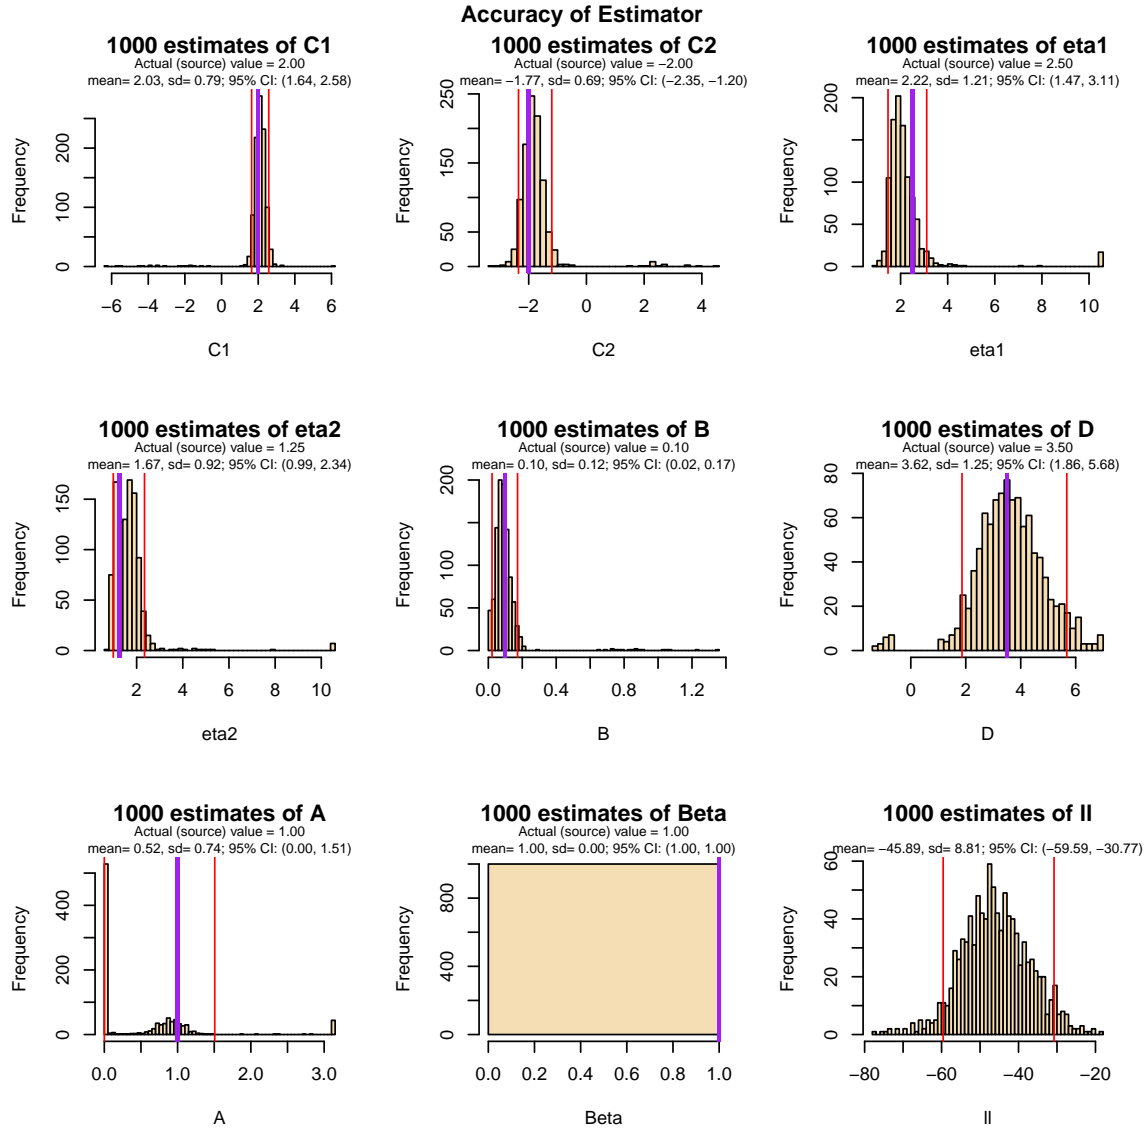 Accuracy of Estimator
1000 estimates of C1
Actual (source) value = 2.00
mean= 2.03, sd= 0.79; 95% CI: (1.64, 2.58)
Frequency
0 100 200
−6 −4 −2 0 2 4 6
C1
1000 estimates of C2
Actual (source) value = −2.00
mean= −1.77, sd= 0.69; 95% CI: (−2.35, −1.20)
Frequency
0 50 150 250
−2 0 2 4
C2
1000 estimates of eta1
Actual (source) value = 2.50
mean= 2.22, sd= 1.21; 95% CI: (1.47, 3.11)
Frequency
0 50 100 200
2 4 6 8 10
eta1
1000 estimates of eta2
Actual (source) value = 1.25
mean= 1.67, sd= 0.92; 95% CI: (0.99, 2.34)
Frequency
0 50 100 150
2 4 6 8 10
eta2
1000 estimates of B
Actual (source) value = 0.10
mean= 0.10, sd= 0.12; 95% CI: (0.02, 0.17)
Frequency
0 50 100 200
0.0 0.4 0.8 1.2
B
1000 estimates of D
Actual (source) value = 3.50
mean= 3.62, sd= 1.25; 95% CI: (1.86, 5.68)
Frequency
0 20 40 60 80
0 2 4 6
D
1000 estimates of A
Actual (source) value = 1.00
mean= 0.52, sd= 0.74; 95% CI: (0.00, 1.51)
Frequency
0 200 400
0.0 1.0 2.0 3.0
A
1000 estimates of Beta
Actual (source) value = 1.00
mean= 1.00, sd= 0.00; 95% CI: (1.00, 1.00)
Frequency
0 400 800
0.0 0.2 0.4 0.6 0.8 1.0
Beta
1000 estimates of ll
mean= −45.89, sd= 8.81; 95% CI: (−59.59, −30.77)
Frequency
0 20 40 60
−80 −60 −40 −20
ll